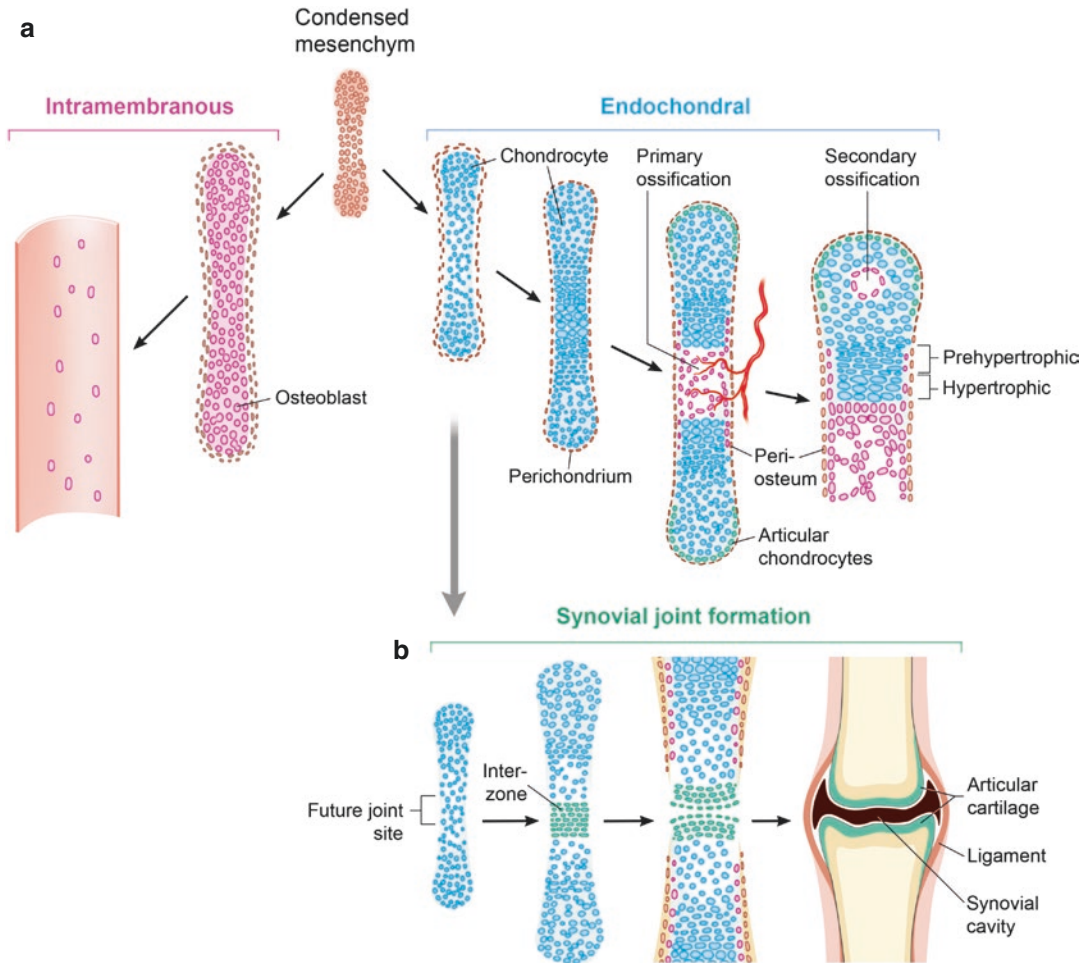 a
Condensed
mesenchym
Intramembranous
Endochondral
Chondrocyte
Primary
ossification
Secondary
ossification
Prehypertrophic
Hypertrophic
Osteoblast
Perichondrium
Peri-
osteum
Articular
chondrocytes
Synovial joint formation
b
Inter-
zone
Future joint
site
Articular
cartilage
Ligament
Synovial
cavity